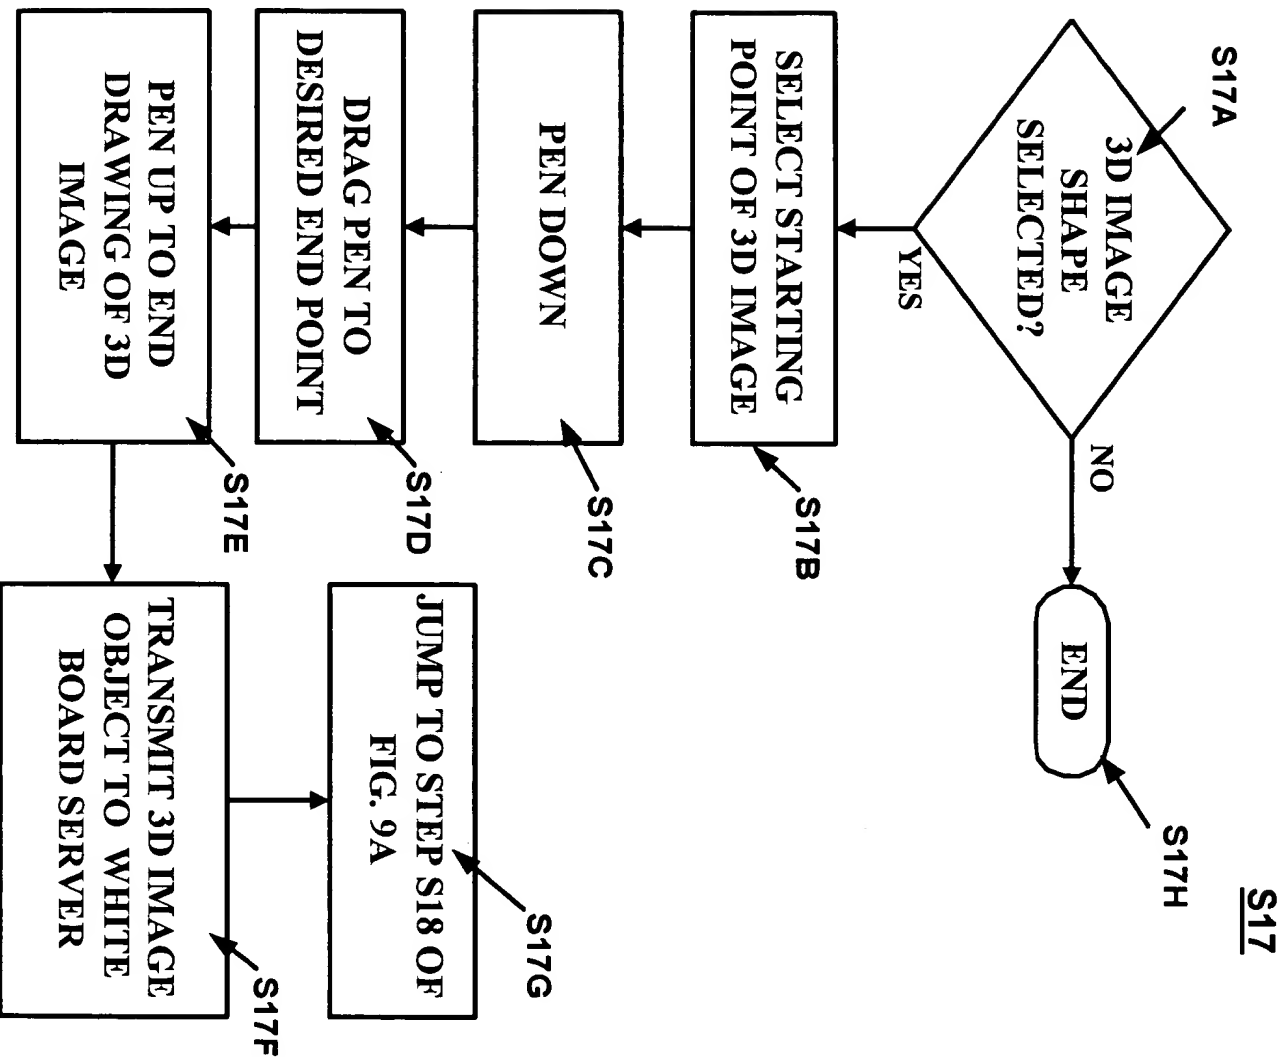 S17
S17A
3D IMAGE
SHAPE
SELECTED?
YES
NO
END
S17H
SELECT STARTING
POINT OF 3D IMAGE
S17B
PEN DOWN
S17C
DRAG PEN TO
DESIRED END POINT
S17D
PEN UP TO END
DRAWING OF 3D
IMAGE
S17E
TRANSMIT 3D IMAGE
OBJECT TO WHITE
BOARD SERVER
S17F
JUMP TO STEP S18 OF
FIG. 9A
S17G